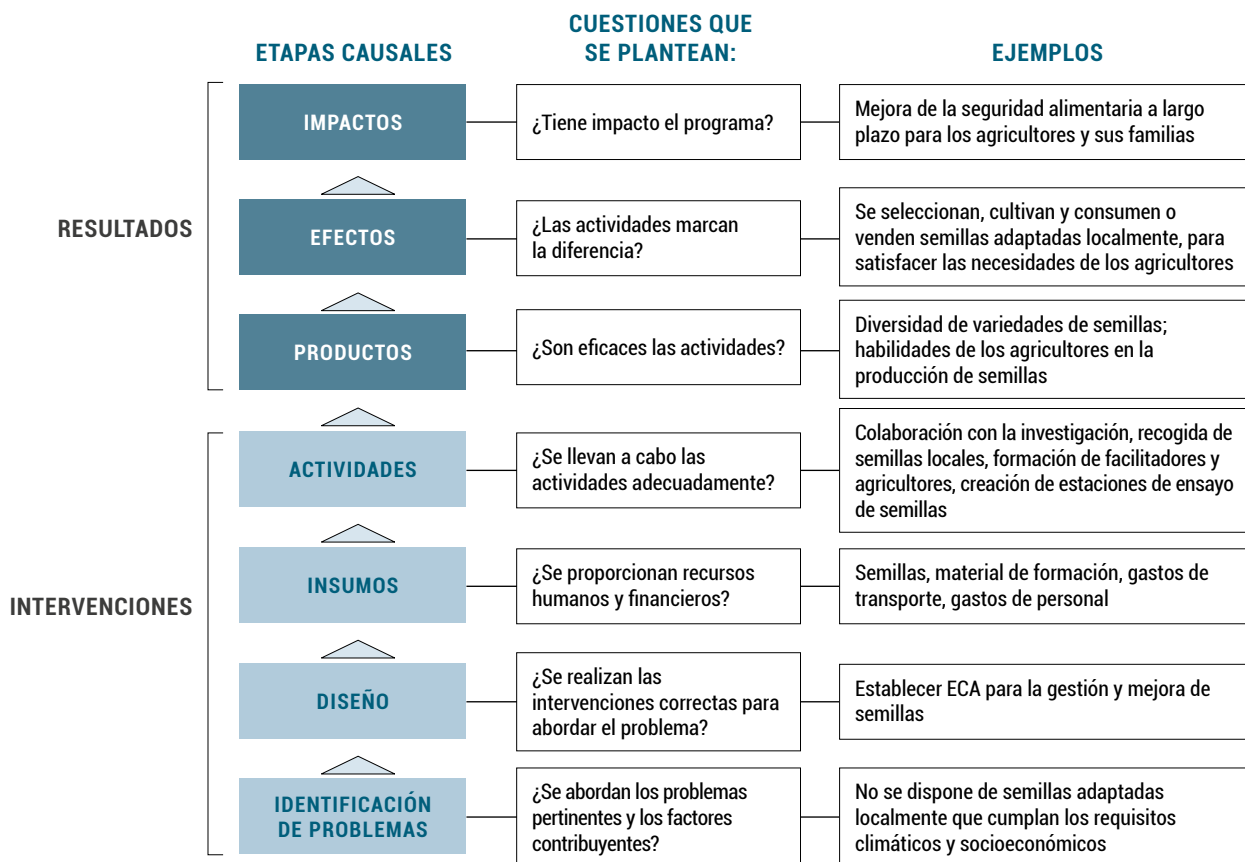 ETAPAS CAUSALES
CUESTIONES QUE
SE PLANTEAN:
EJEMPLOS
RESULTADOS
IMPACTOS
¿Tiene impacto el programa?
Mejora de la seguridad alimentaria a largo
plazo para los agricultores y sus familias
EFECTOS
¿Las actividades marcan
la diferencia?
Se seleccionan, cultivan y consumen o
venden semillas adaptadas localmente, para
satisfacer las necesidades de los agricultores
PRODUCTOS
¿Son eficaces las actividades?
Diversidad de variedades de semillas;
habilidades de los agricultores en la
producción de semillas
INTERVENCIONES
ACTIVIDADES
¿Se llevan a cabo las
actividades adecuadamente?
Colaboración con la investigación, recogida de
semillas locales, formación de facilitadores y
agricultores, creación de estaciones de ensayo
de semillas
INSUMOS
¿Se proporcionan recursos
humanos y financieros?
Semillas, material de formación, gastos de
transporte, gastos de personal
DISEÑO
¿Se realizan las
intervenciones correctas para
abordar el problema?
Establecer ECA para la gestión y mejora de
semillas
IDENTIFICACIÓN
DE PROBLEMAS
¿Se abordan los problemas
pertinentes y los factores
contribuyentes?
No se dispone de semillas adaptadas
localmente que cumplan los requisitos
climáticos y socioeconómicos